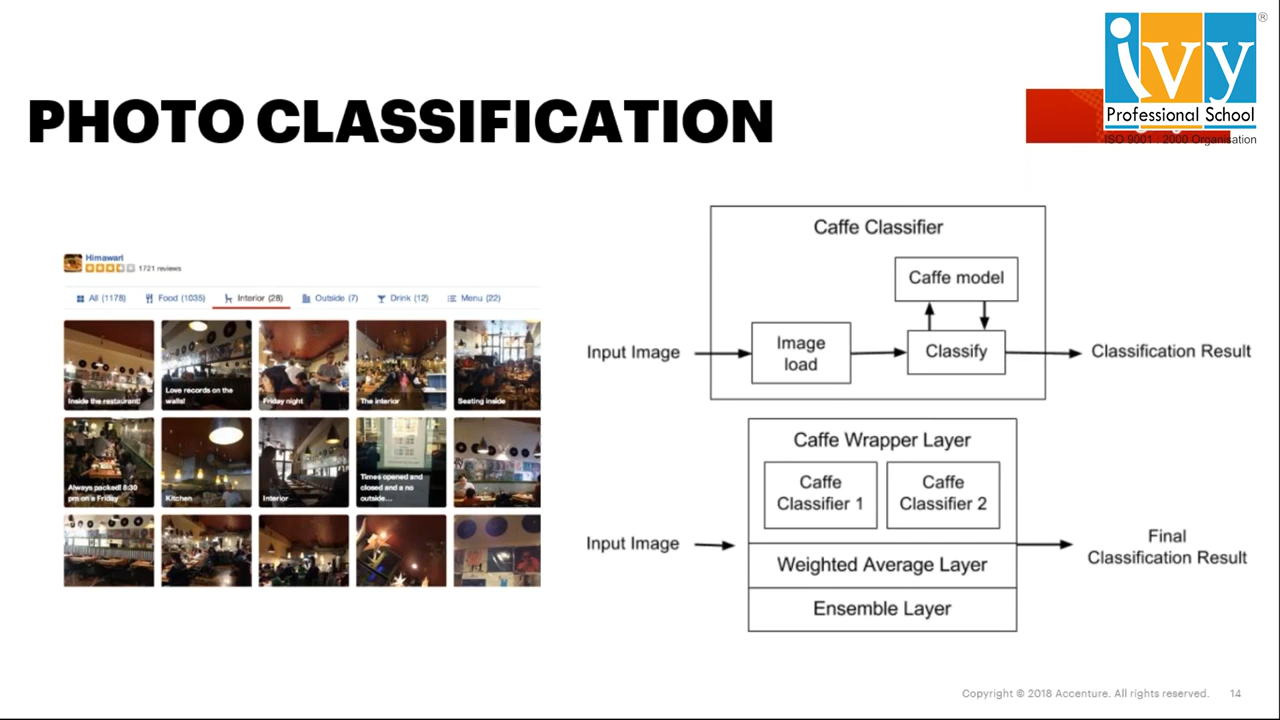 ivy
®
Professional School
ISO 9001 : 2000 Organisation
PHOTO CLASSIFICATION
Himawari
1721 reviews
All (1178)
Food (1035)
Interior (28)
Outside (7)
Drink (12)
Menu (22)
Inside the restaurant!
Love records on the
walls!
Friday night
The interior
Seating inside
Always packed! 8:30
pm on a Friday
Kitchen
Interior
Times opened and
closed and a no
outside...
Caffe Classifier
Caffe model
Input Image
Image
load
Classify
Classification Result
Caffe Wrapper Layer
Caffe
Classifier 1
Caffe
Classifier 2
Input Image
Weighted Average Layer
Ensemble Layer
Final
Classification Result
Copyright © 2018 Accenture. All rights reserved. 14